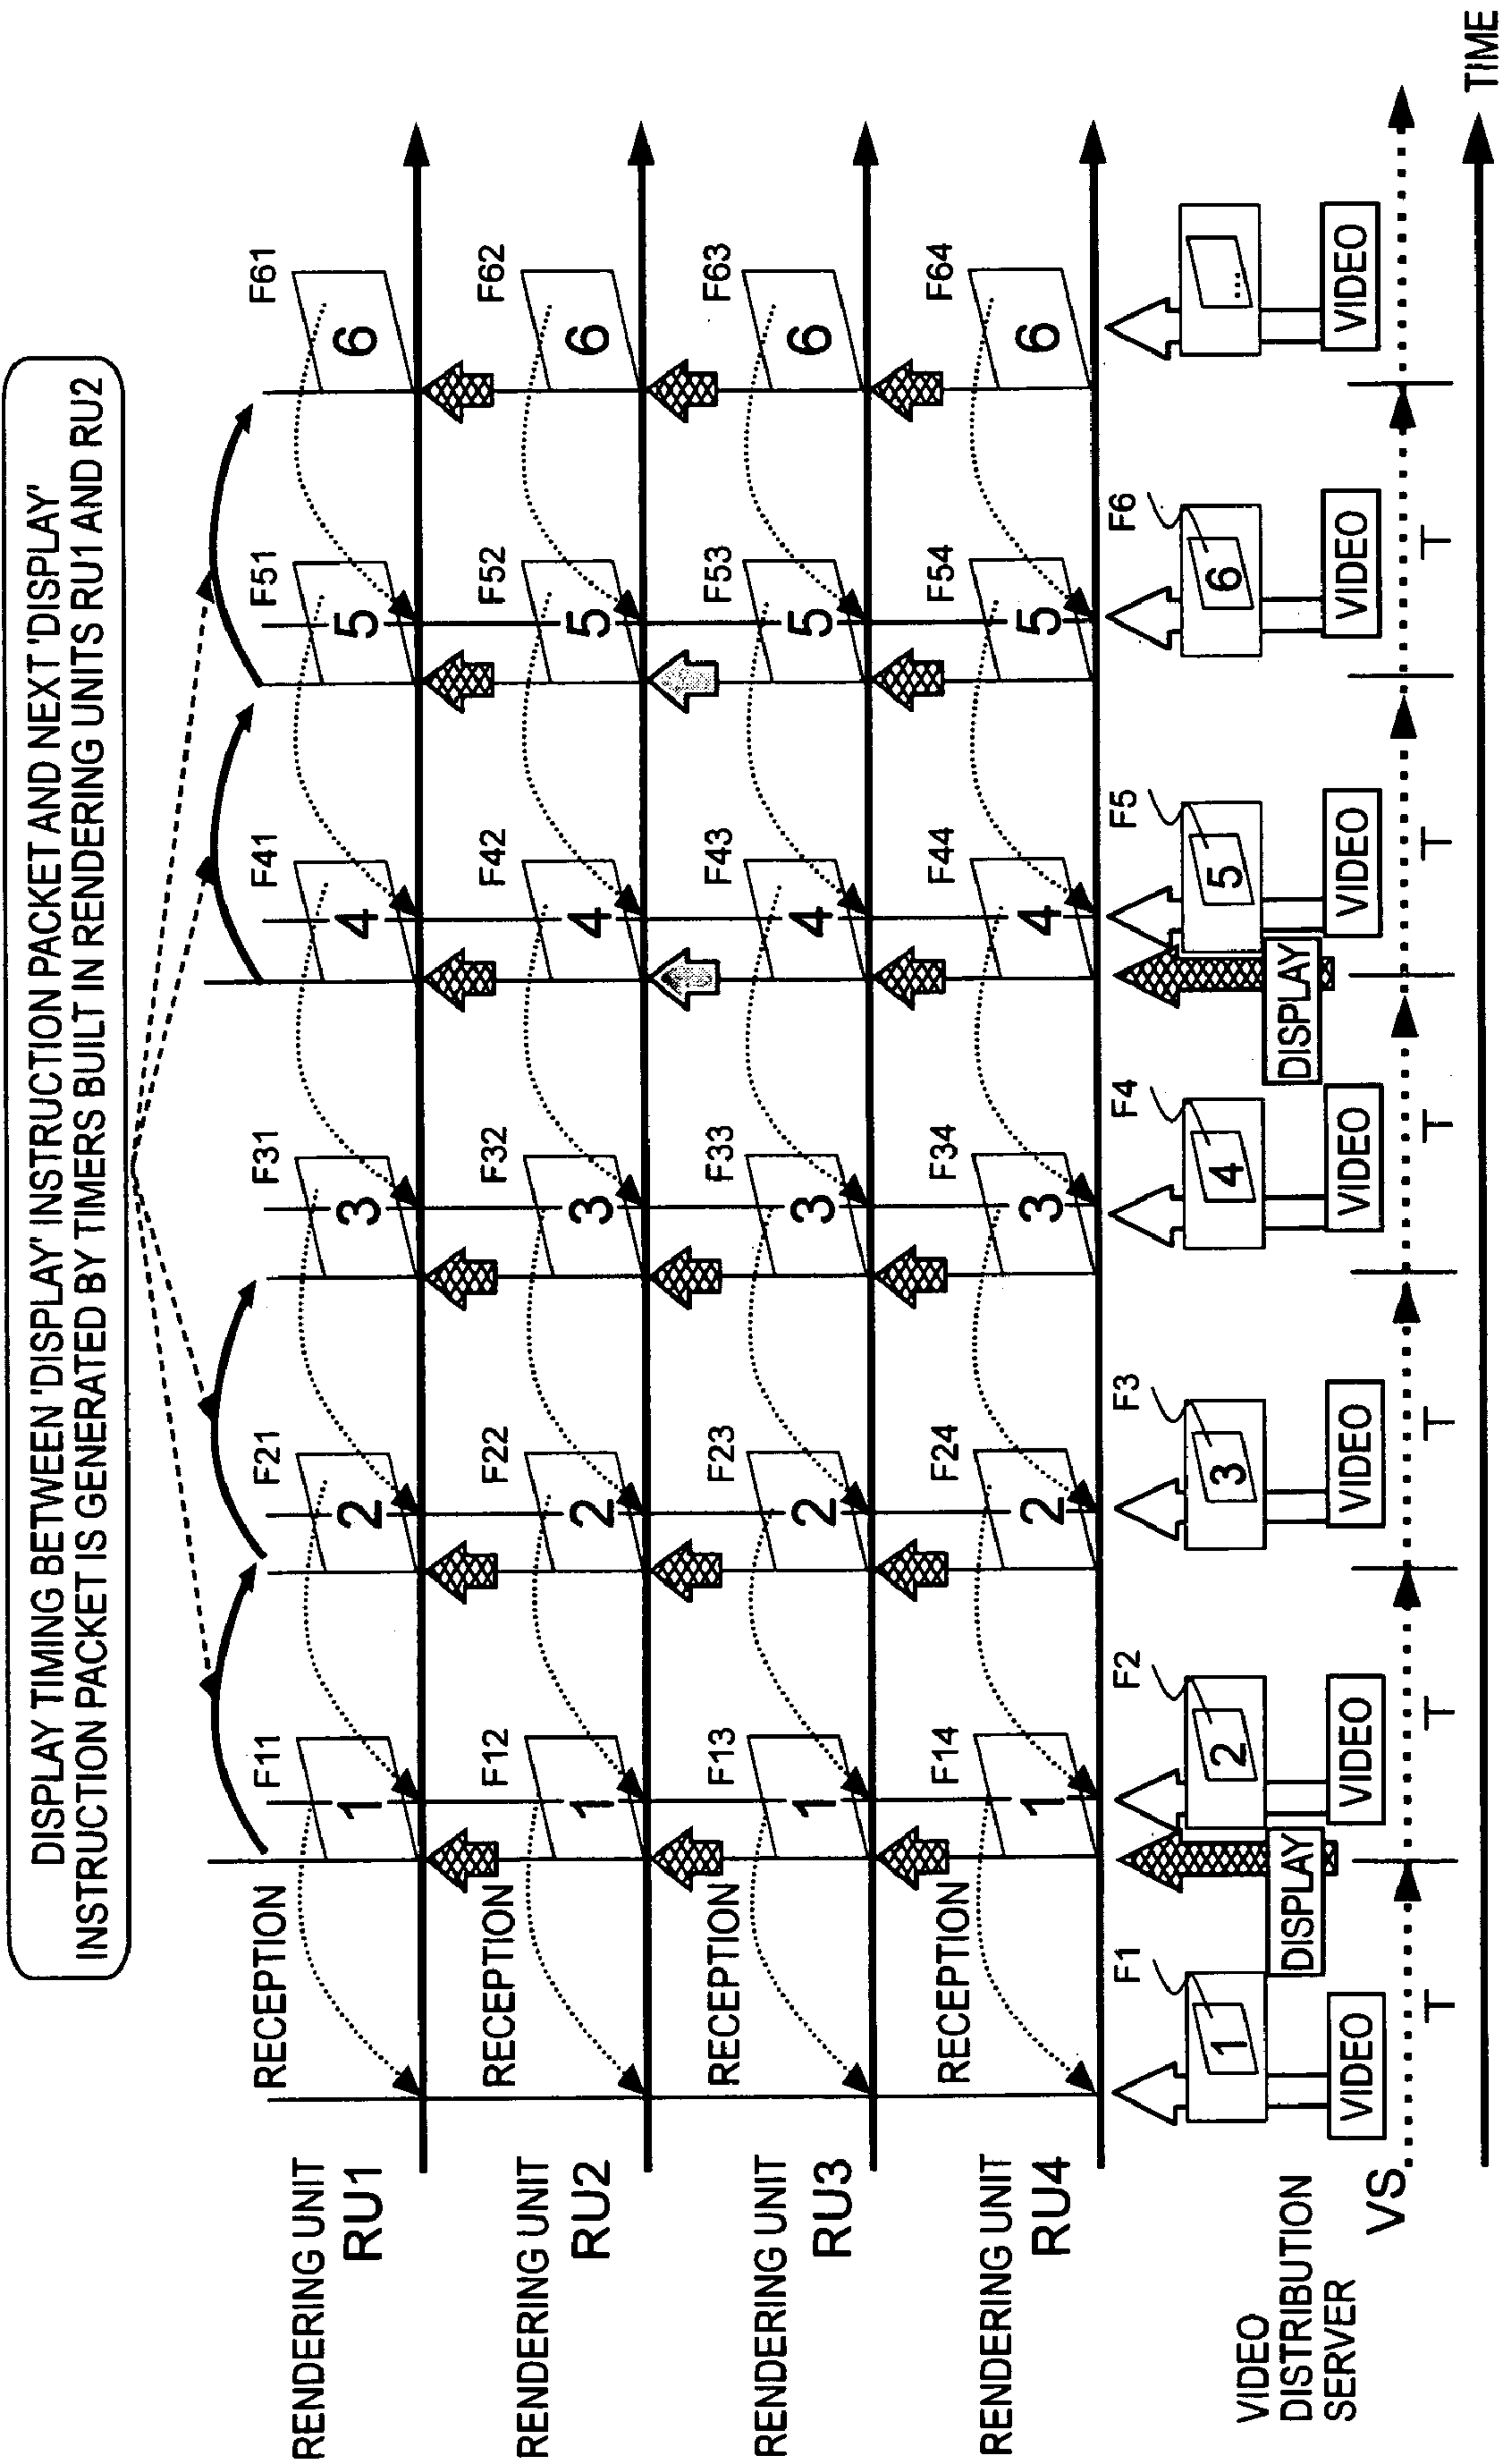 DISPLAY TIMING BETWEEN 'DISPLAY' INSTRUCTION PACKET AND NEXT 'DISPLAY'
INSTRUCTION PACKET IS GENERATED BY TIMERS BUILT IN RENDERING UNITS RU1 AND RU2
RENDERING UNIT
RU1
RECEPTION
F11
F21
F31
F41
F51
F61
1
2
3
4
5
6
RENDERING UNIT
RU2
RECEPTION
F12
F22
F32
F42
F52
F62
1
2
3
4
5
6
RENDERING UNIT
RU3
RECEPTION
F13
F23
F33
F43
F53
F63
1
2
3
4
5
6
RENDERING UNIT
RU4
RECEPTION
F14
F24
F34
F44
F54
F64
1
2
3
4
5
6
VIDEO
DISTRIBUTION
SERVER
VS
F1
F2
F3
F4
F5
F6
1
2
3
4
5
6
...
DISPLAY
DISPLAY
VIDEO
VIDEO
VIDEO
VIDEO
VIDEO
VIDEO
VIDEO
T
T
T
T
T
T
TIME